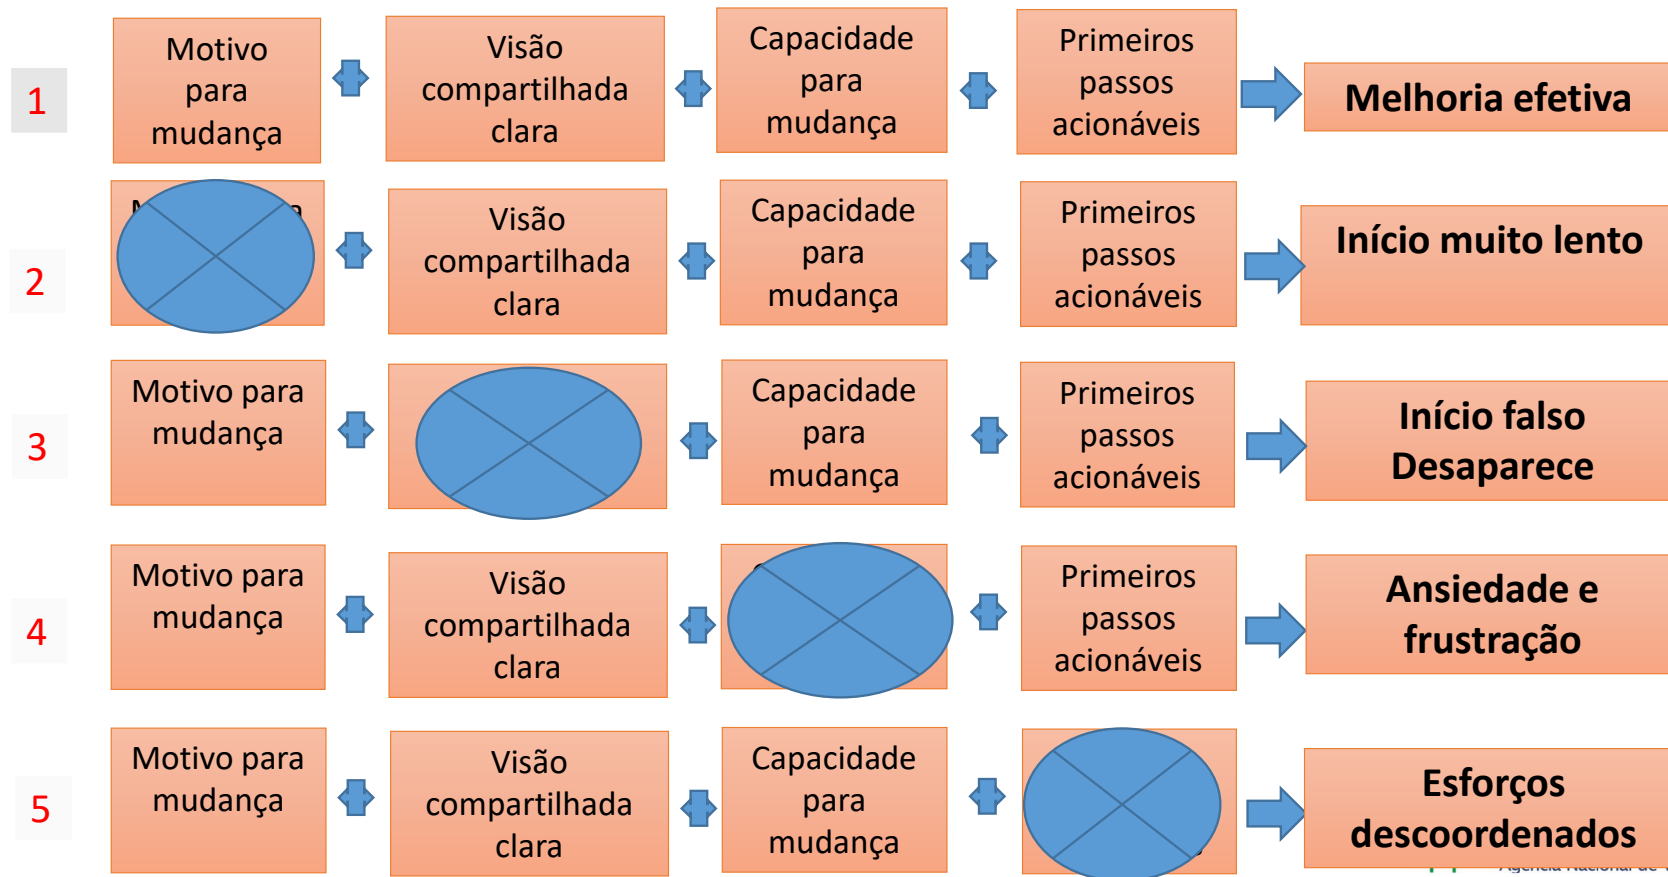 1
Motivo
para
mudança
Visão
compartilhada
clara
Capacidade
para
mudança
Primeiros
passos
acionáveis
Melhoria efetiva
2
Visão
compartilhada
clara
Capacidade
para
mudança
Primeiros
passos
acionáveis
Início muito lento
3
Motivo para
mudança
Capacidade
para
mudança
Primeiros
passos
acionáveis
Início falso
Desaparece
4
Motivo para
mudança
Visão
compartilhada
clara
Primeiros
passos
acionáveis
Ansiedade e
frustração
5
Motivo para
mudança
Visão
compartilhada
clara
Capacidade
para
mudança
Esforços
descoordenados
Agência Nacional de